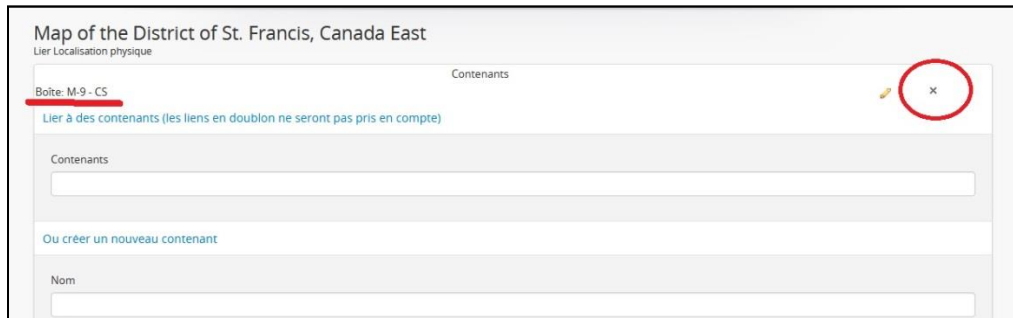 Map of the District of St. Francis, Canada East
Lier Localisation physique
Contenants
Boîte: M-9 - CS
Lier à des contenants (les liens en doublon ne seront pas pris en compte)
Contenants
Ou créer un nouveau contenant
Nom